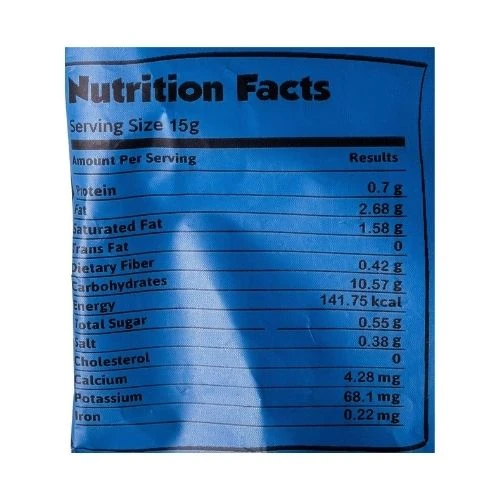 Nutrition Facts
Serving Size 15g
Amount Per Serving Results
Protein 0.7 g
Fat 2.68 g
Saturated Fat 1.58 g
Trans Fat 0
Dietary Fiber 0.42 g
Carbohydrates 10.57 g
Energy 141.75 kcal
Total Sugar 0.55 g
Salt 0.38 g
Cholesterol 0
Calcium 4.28 mg
Potassium 68.1 mg
Iron 0.22 mg